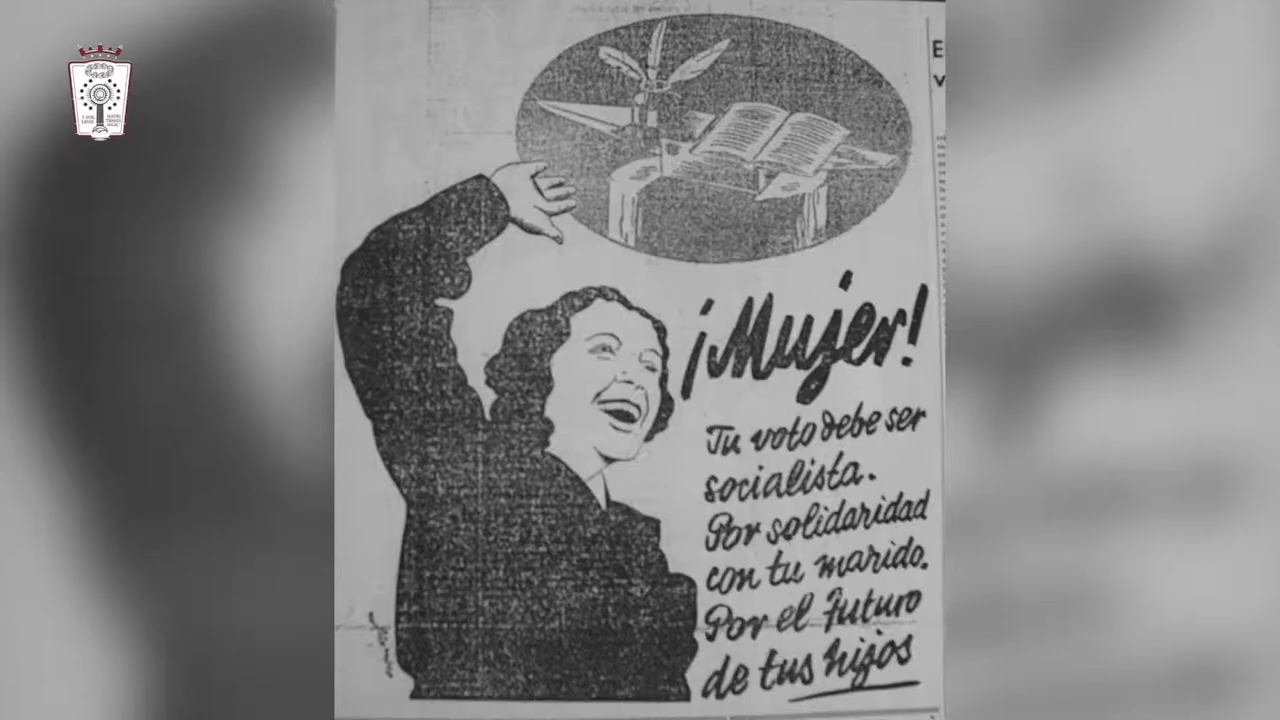 ¡Mujer!
Tu voto debe ser
socialista.
Por solidaridad
con tu marido.
Por el futuro
de tus hijos
E
v